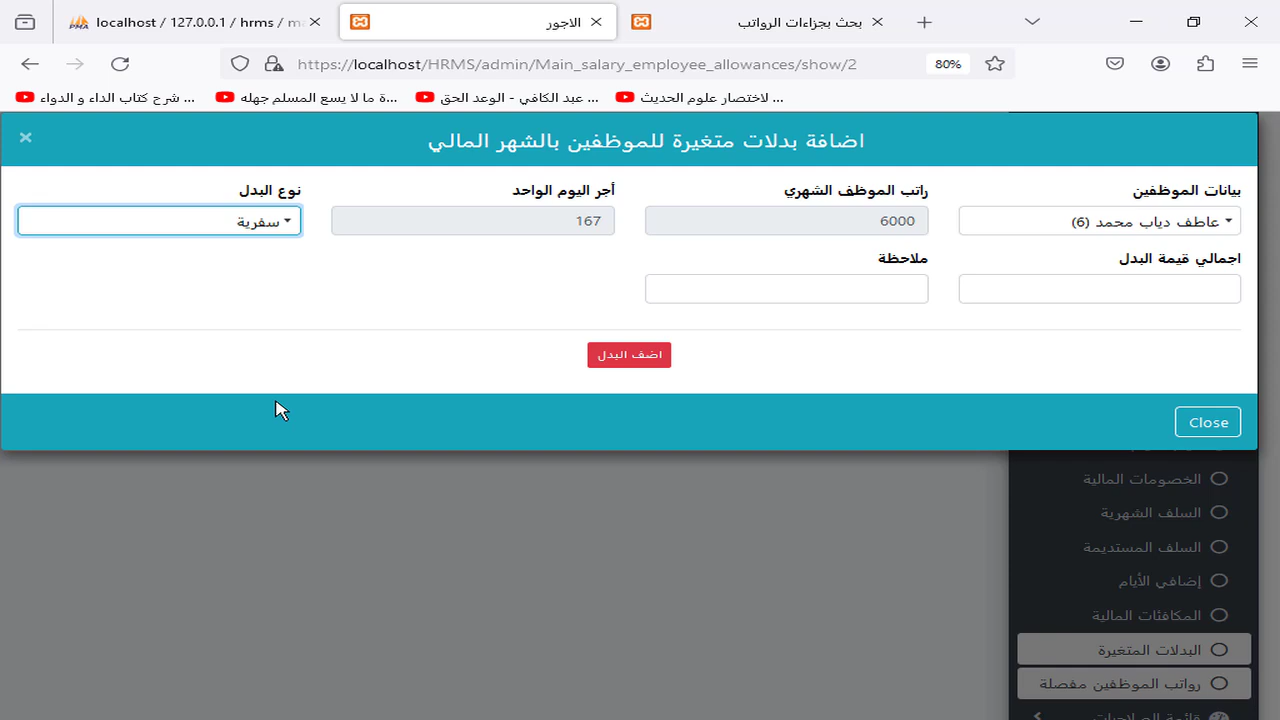 localhost / 127.0.0.1 / hrms / ma
الاجور
بحث بجزاءات الرواتب
https://localhost/HRMS/admin/Main_salary_employee_allowances/show/2
80%
شرح كتاب الداء و الدواء ...
ة ما لا يسع المسلم جهله ...
عبد الكافي - الوعد الحق ...
لاختصار علوم الحديث ...
اضافة بدلات متغيرة للموظفين بالشهر المالي
بيانات الموظفين
راتب الموظف الشهري
أجر اليوم الواحد
نوع البدل
عاطف دياب محمد (6)
6000
167
سفرية
اجمالي قيمة البدل
ملاحظة
اضف البدل
Close
الخصومات المالية
السلف الشهرية
السلف المستديمة
إضافي الأيام
المكافئات المالية
البدلات المتغيرة
رواتب الموظفين مفصلة
قائمة الصلاحيات